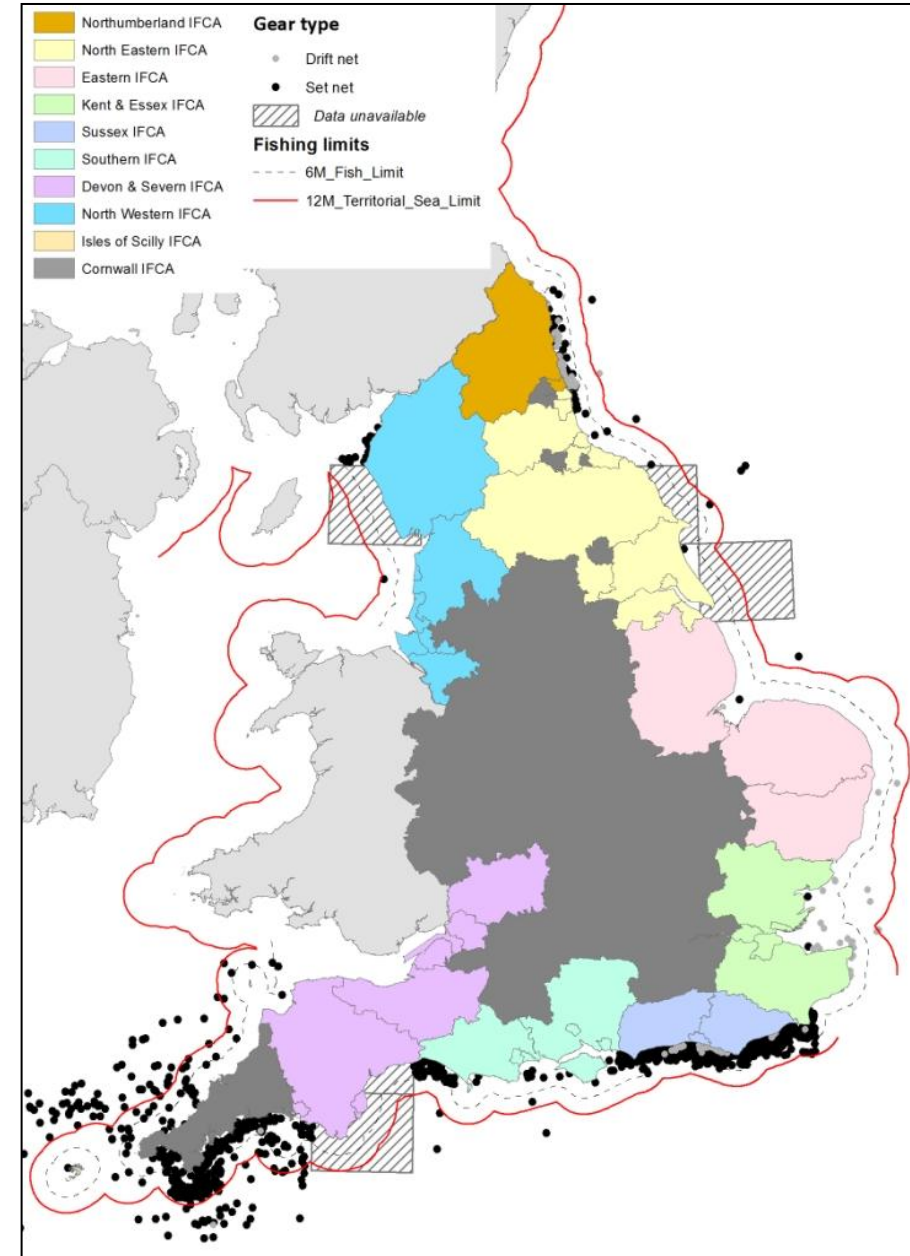 Northumberland IFCA
North Eastern IFCA
Eastern IFCA
Kent & Essex IFCA
Sussex IFCA
Southern IFCA
Devon & Severn IFCA
North Western IFCA
Isles of Scilly IFCA
Cornwall IFCA
Gear type
Drift net
Set net
Data unavailable
Fishing limits
6M_Fish_Limit
12M_Territorial_Sea_Limit